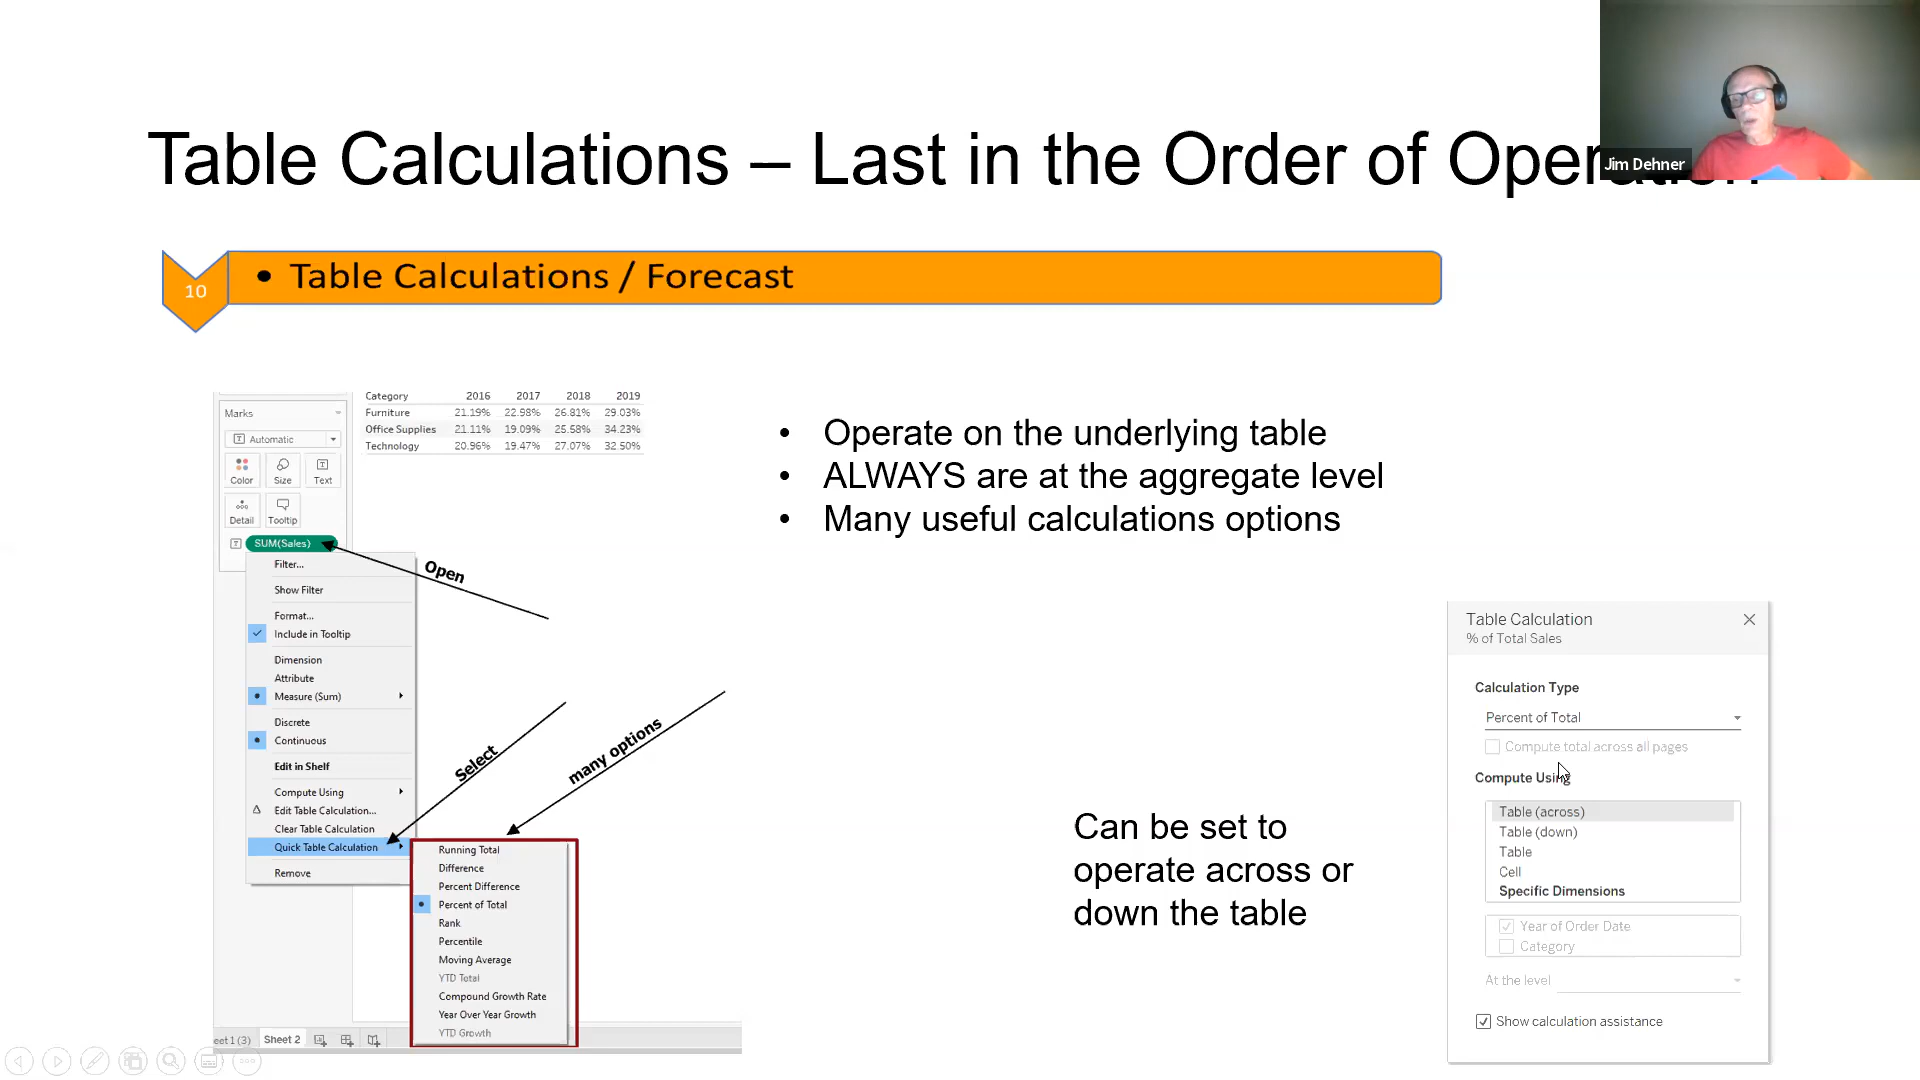 Table Calculations – Last in the Order of Operation
Jim Dehner
10
• Table Calculations / Forecast
Category 2016 2017 2018 2019
Furniture 21.19% 22.98% 26.81% 29.03%
Office Supplies 21.11% 19.09% 25.58% 34.23%
Technology 20.96% 19.47% 27.07% 32.50%
Marks
Automatic
Color Size Text
Detail Tooltip
SUM(Sales)
Filter...
Show Filter
Format...
Include in Tooltip
Dimension
Attribute
Measure (Sum)
Discrete
Continuous
Edit in Shelf
Compute Using
Edit Table Calculation...
Clear Table Calculation
Quick Table Calculation
Remove
Open
Select
many options
Running Total
Difference
Percent Difference
Percent of Total
Rank
Percentile
Moving Average
YTD Total
Compound Growth Rate
Year Over Year Growth
YTD Growth
eet 1 (3) Sheet 2
• Operate on the underlying table
• ALWAYS are at the aggregate level
• Many useful calculations options
Can be set to
operate across or
down the table
Table Calculation
% of Total Sales
Calculation Type
Percent of Total
Compute total across all pages
Compute Using
Table (across)
Table (down)
Table
Cell
Specific Dimensions
Year of Order Date
Category
At the level
Show calculation assistance